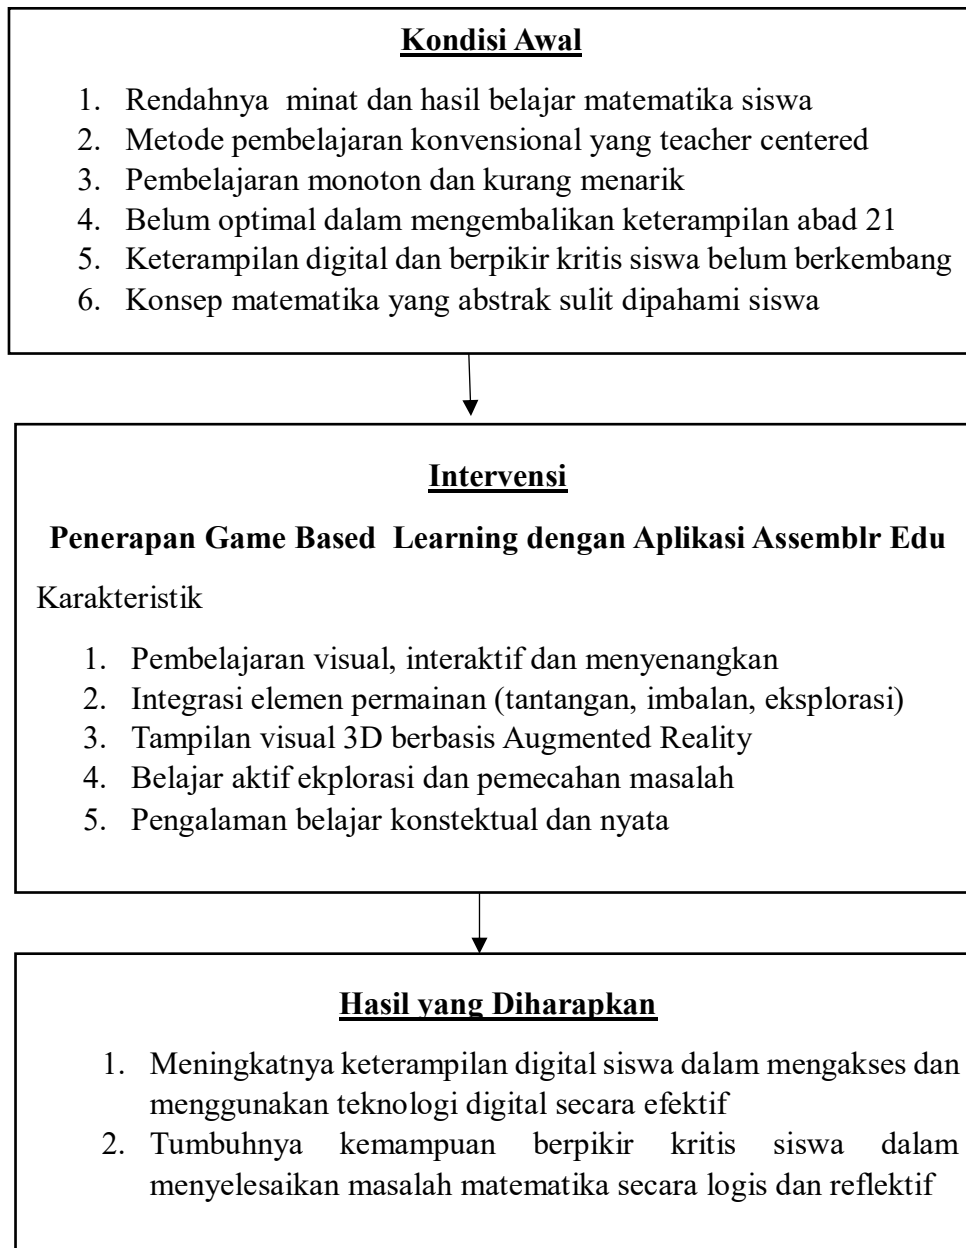 Kondisi Awal
1. Rendahnya minat dan hasil belajar matematika siswa
2. Metode pembelajaran konvensional yang teacher centered
3. Pembelajaran monoton dan kurang menarik
4. Belum optimal dalam mengembalikan keterampilan abad 21
5. Keterampilan digital dan berpikir kritis siswa belum berkembang
6. Konsep matematika yang abstrak sulit dipahami siswa
Intervensi
Penerapan Game Based Learning dengan Aplikasi Assemblr Edu
Karakteristik
1. Pembelajaran visual, interaktif dan menyenangkan
2. Integrasi elemen permainan (tantangan, imbalan, eksplorasi)
3. Tampilan visual 3D berbasis Augmented Reality
4. Belajar aktif ekplorasi dan pemecahan masalah
5. Pengalaman belajar konstektual dan nyata
Hasil yang Diharapkan
1. Meningkatnya keterampilan digital siswa dalam mengakses dan
menggunakan teknologi digital secara efektif
2. Tumbuhnya kemampuan berpikir kritis siswa dalam
menyelesaikan masalah matematika secara logis dan reflektif